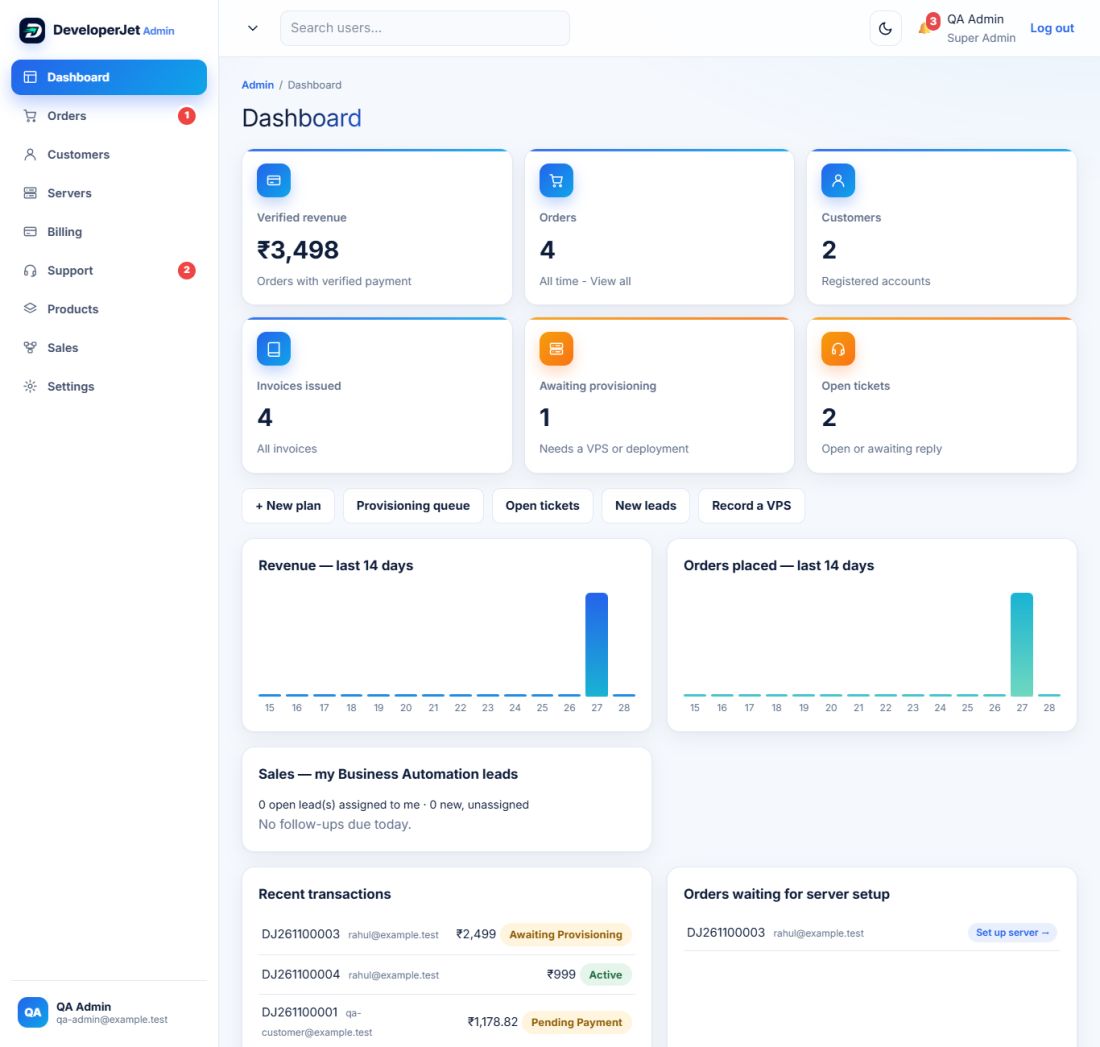 DeveloperJet Admin
Search users...
3
QA Admin
Super Admin
Log out
Dashboard
Orders 1
Customers
Servers
Billing
Support 2
Products
Sales
Settings
QA
QA Admin
qa-admin@example.test
Admin / Dashboard
Dashboard
Verified revenue
₹3,498
Orders with verified payment
Orders
4
All time - View all
Customers
2
Registered accounts
Invoices issued
4
All invoices
Awaiting provisioning
1
Needs a VPS or deployment
Open tickets
2
Open or awaiting reply
+ New plan
Provisioning queue
Open tickets
New leads
Record a VPS
Revenue — last 14 days
15 16 17 18 19 20 21 22 23 24 25 26 27 28
Orders placed — last 14 days
15 16 17 18 19 20 21 22 23 24 25 26 27 28
Sales — my Business Automation leads
0 open lead(s) assigned to me · 0 new, unassigned
No follow-ups due today.
Recent transactions
DJ261100003 rahul@example.test ₹2,499 Awaiting Provisioning
DJ261100004 rahul@example.test ₹999 Active
DJ261100001 qa-
customer@example.test ₹1,178.82 Pending Payment
Orders waiting for server setup
DJ261100003 rahul@example.test Set up server →